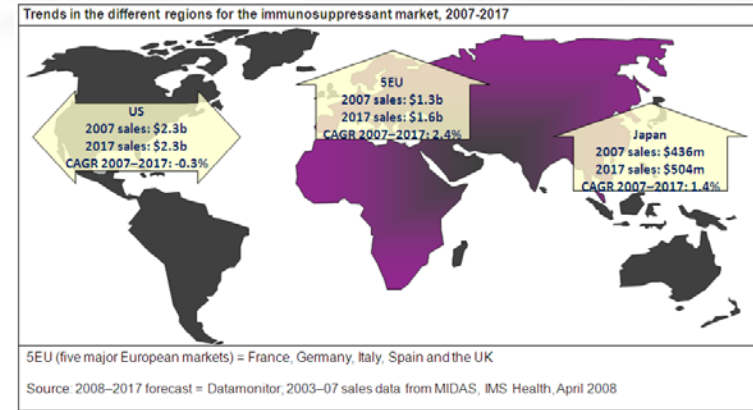 Trends in the different regions for the immunosuppressant market, 2007-2017
US
2007 sales: $2.3b
2017 sales: $2.3b
CAGR 2007–2017: -0.3%
5EU
2007 sales: $1.3b
2017 sales: $1.6b
CAGR 2007–2017: 2.4%
Japan
2007 sales: $436m
2017 sales: $504m
CAGR 2007–2017: 1.4%
5EU (five major European markets) = France, Germany, Italy, Spain and the UK
Source: 2008–2017 forecast = Datamonitor; 2003–07 sales data from MIDAS, IMS Health, April 2008